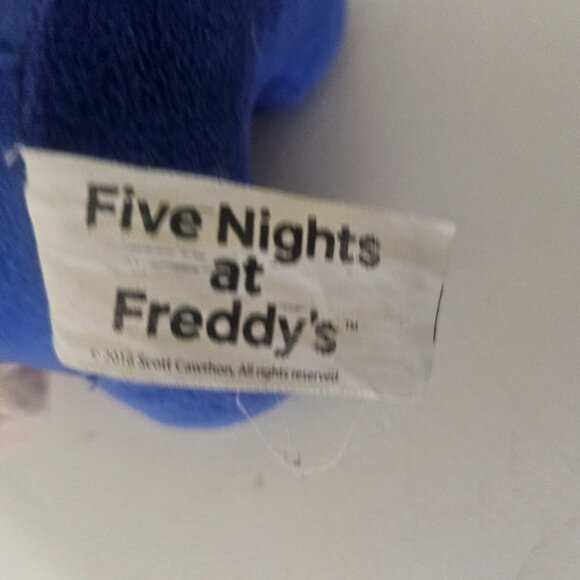 Five Nights
at
Freddy's™
© 2018 Scott Cawthon. All rights reserved.